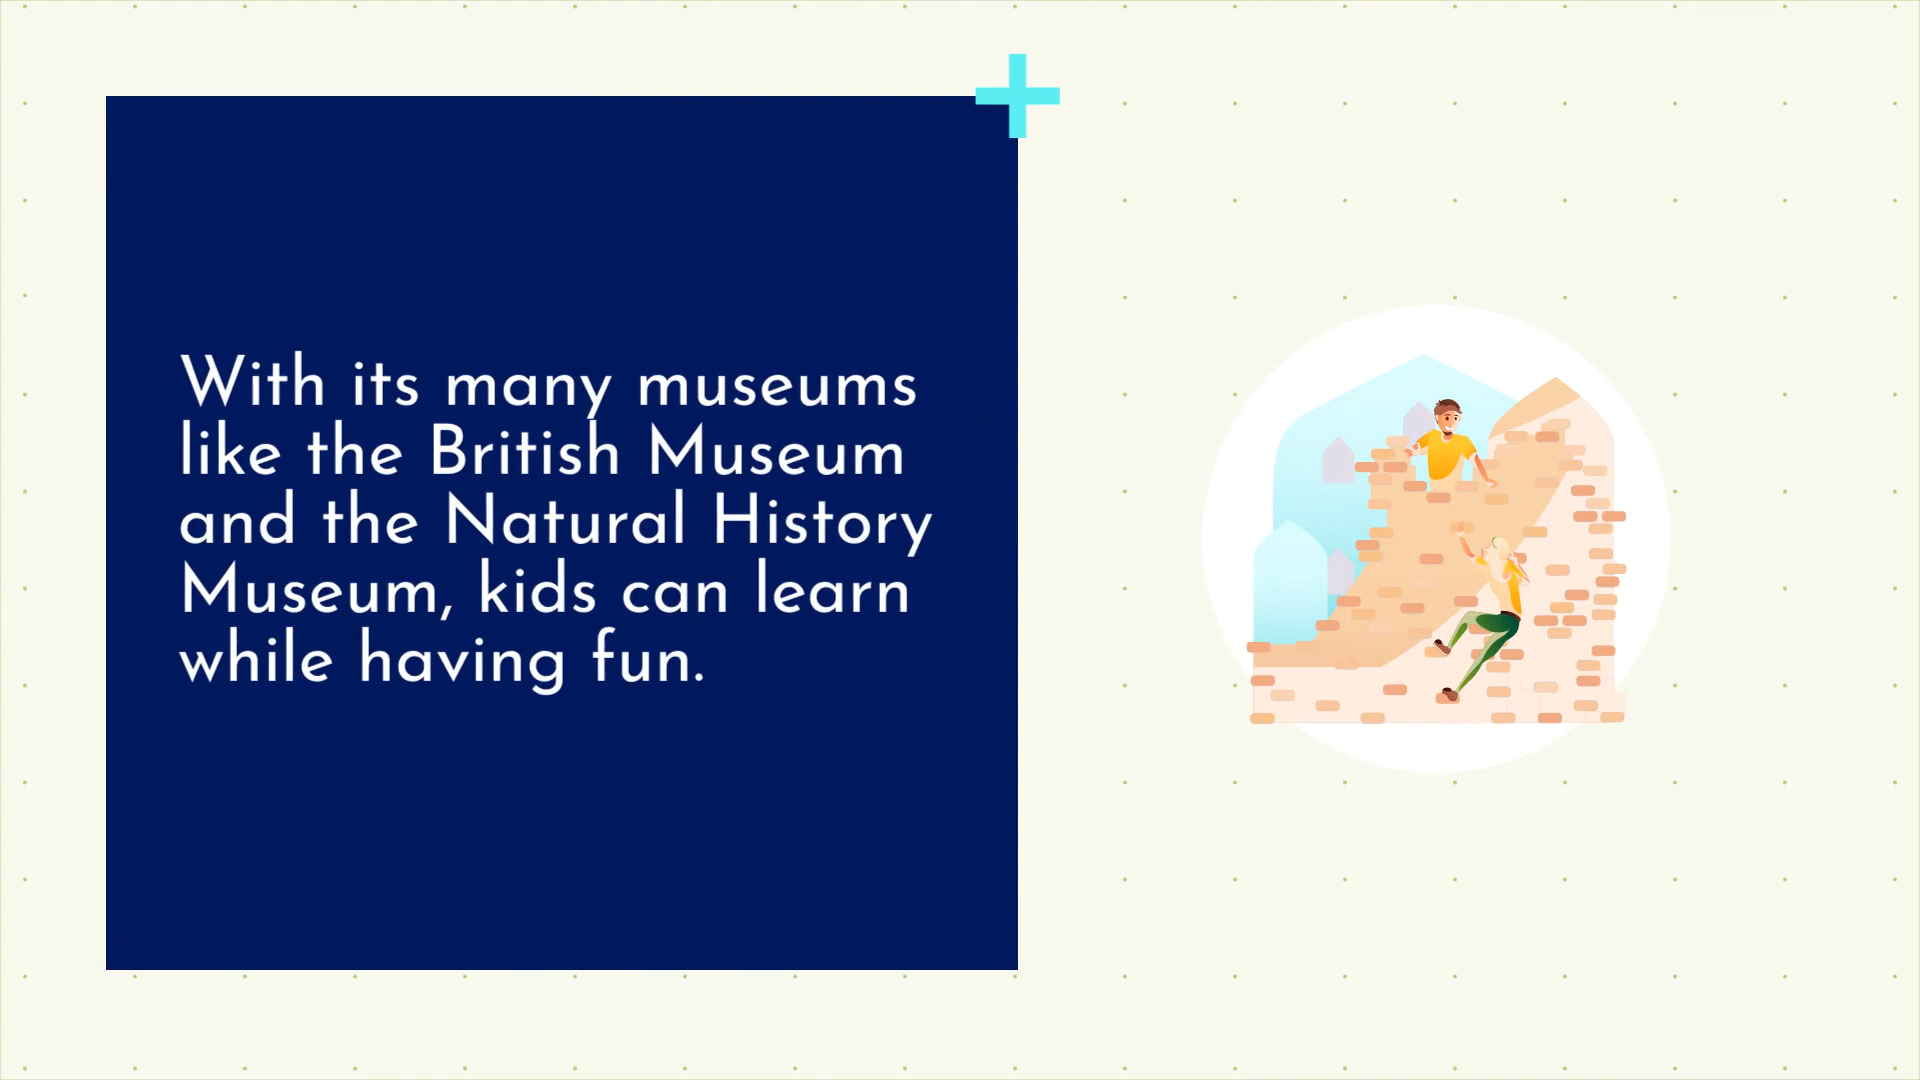 With its many museums
like the British Museum
and the Natural History
Museum, kids can learn
while having fun.